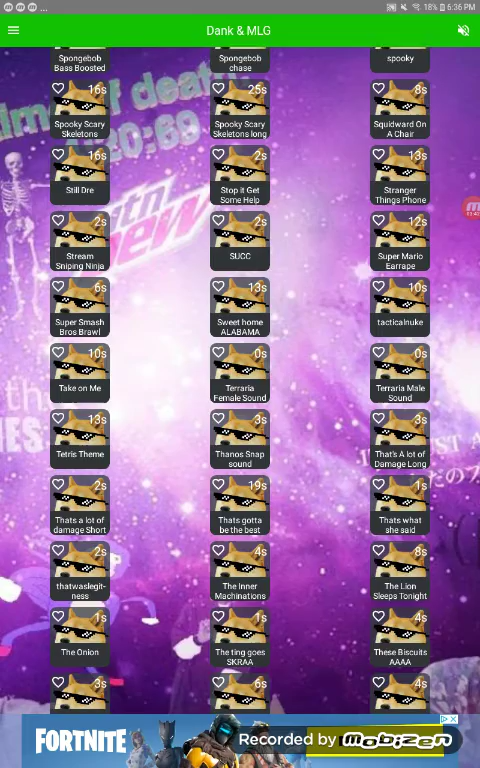 ... 18% 6:36 PM
Dank & MLG
Spongebob
Bass Boosted
Spongebob
chase
spooky
16s
Spooky Scary
Skeletons
25s
Spooky Scary
Skeletons long
8s
Squidward On
A Chair
16s
Still Dre
2s
Stop it Get
Some Help
13s
Stranger
Things Phone
2s
Stream
Sniping Ninja
2s
SUCC
12s
Super Mario
Earrape
6s
Super Smash
Bros Brawl
13s
Sweet home
ALABAMA
10s
tacticalnuke
10s
Take on Me
0s
Terraria
Female Sound
0s
Terraria Male
Sound
13s
Tetris Theme
3s
Thanos Snap
sound
3s
That's A lot of
Damage Long
2s
Thats a lot of
damage Short
19s
Thats gotta
be the best
1s
Thats what
she said
2s
thatwaslegit-
ness
4s
The Inner
Machinations
8s
The Lion
Sleeps Tonight
1s
The Onion
1s
The ting goes
SKRAA
4s
These Biscuits
AAAA
3s
6s
4s
FORTNITE
Recorded by mobizen